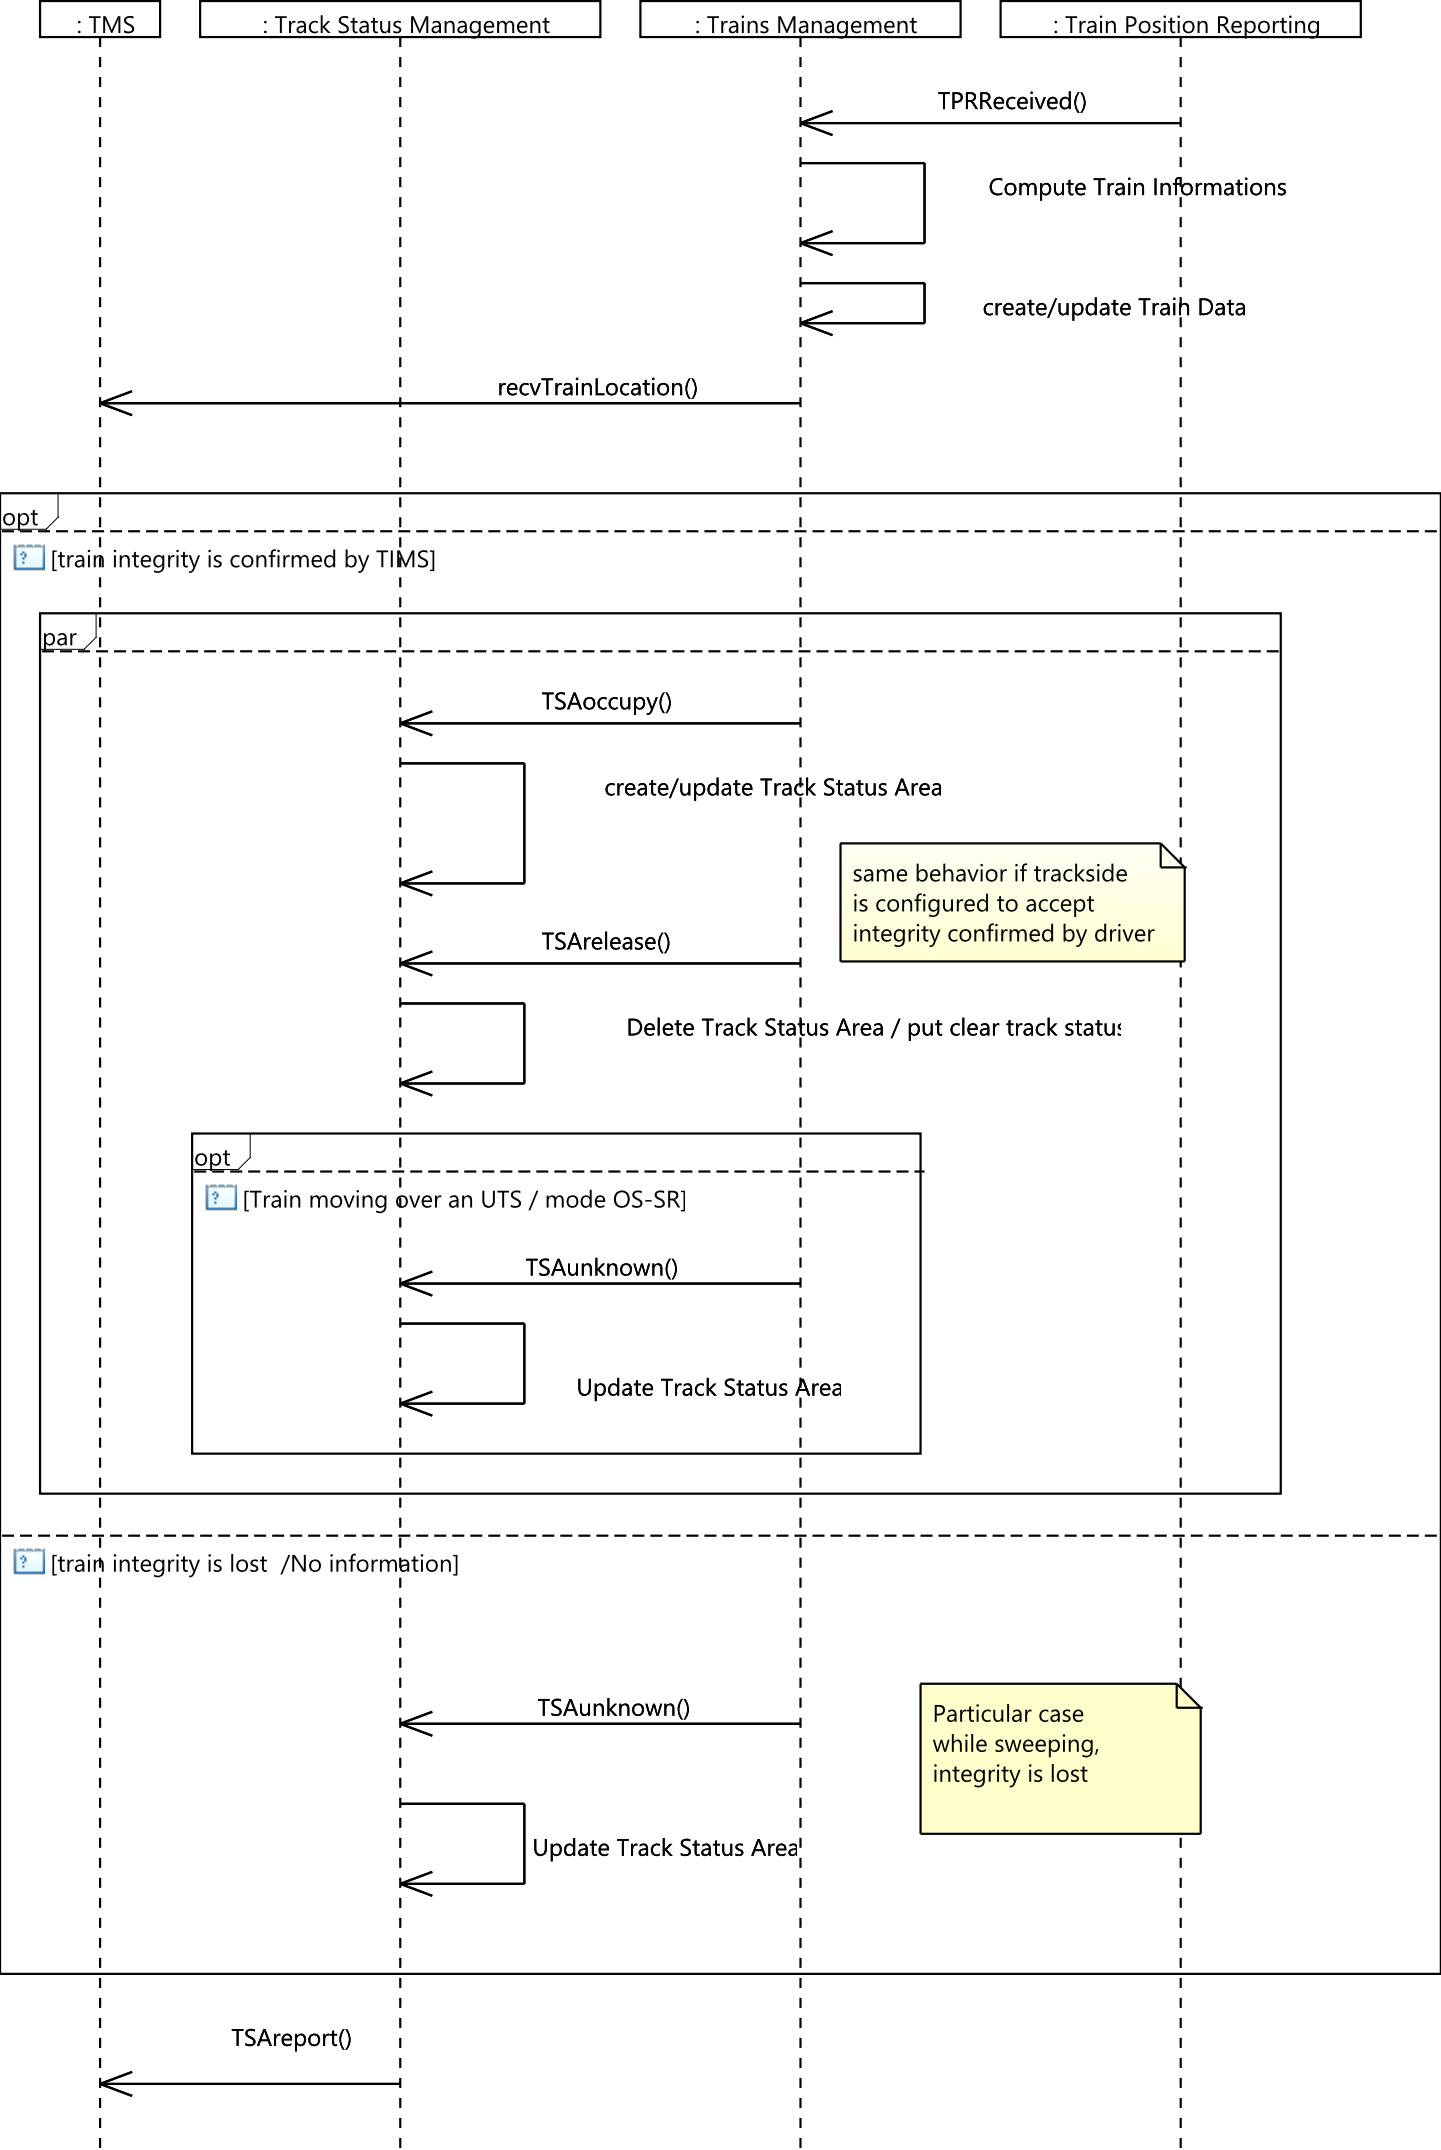 : TMS
: Track Status Management
: Trains Management
: Train Position Reporting
TPRReceived()
Compute Train Informations
create/update Train Data
recvTrainLocation()
opt
[train integrity is confirmed by TIMS]
par
TSAoccupy()
create/update Track Status Area
same behavior if trackside
is configured to accept
integrity confirmed by driver
TSArelease()
Delete Track Status Area / put clear track status
opt
[Train moving over an UTS / mode OS-SR]
TSAunknown()
Update Track Status Area
[train integrity is lost  /No information]
TSAunknown()
Particular case
while sweeping,
integrity is lost
Update Track Status Area
TSAreport()